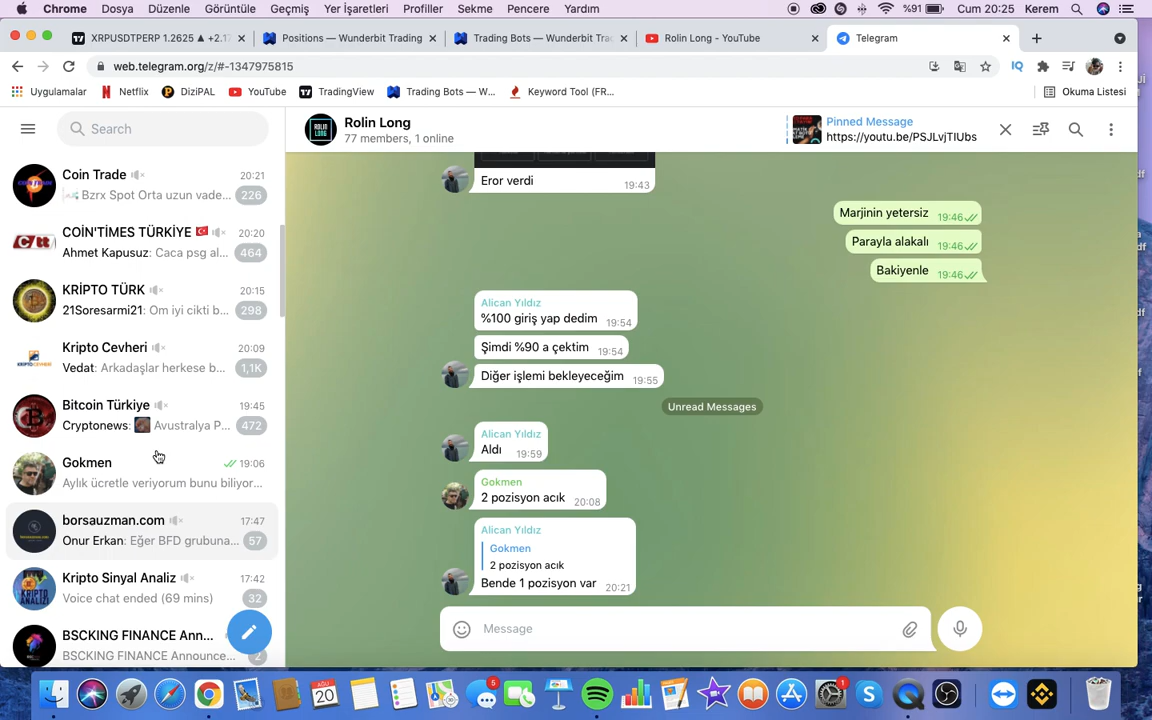 Chrome Dosya Düzenle Görüntüle Geçmiş Yer İşaretleri Profiller Sekme Pencere Yardım %91 Cum 20:25 Kerem
XRPUSDTPERP 1.2625 ▲ +2.1 Positions — Wunderbit Trading Trading Bots — Wunderbit Tra Rolin Long - YouTube Telegram
web.telegram.org/z/#-1347975815
Uygulamalar Netflix DiziPAL YouTube TradingView Trading Bots — W... Keyword Tool (FR... Okuma Listesi
Search
Rolin Long
77 members, 1 online
Pinned Message
https://youtu.be/PSJLvjTIUbs
Coin Trade 20:21
Bzrx Spot Orta uzun vade... 226
COİN'TİMES TÜRKİYE 20:20
Ahmet Kapusuz: Caca psg al... 464
KRİPTO TÜRK 20:15
21Soresarmi21: Om iyi cikti b... 298
Kripto Cevheri 20:09
Vedat: Arkadaşlar herkese b... 1,1K
Bitcoin Türkiye 19:45
Cryptonews: Avustralya P... 472
Gokmen 19:06
Aylık ücretle veriyorum bunu biliyor...
borsauzman.com 17:47
Onur Erkan: Eğer BFD grubuna... 57
Kripto Sinyal Analiz 17:42
Voice chat ended (69 mins) 32
BSCKING FINANCE Ann...
BSCKING FINANCE Announce... 2
Eror verdi 19:43
Marjinin yetersiz 19:46
Parayla alakalı 19:46
Bakiyenle 19:46
Alican Yıldız
%100 giriş yap dedim 19:54
Şimdi %90 a çektim 19:54
Diğer işlemi bekleyeceğim 19:55
Unread Messages
Alican Yıldız
Aldı 19:59
Gokmen
2 pozisyon acık 20:08
Alican Yıldız
Gokmen
2 pozisyon acık
Bende 1 pozisyon var 20:21
Message